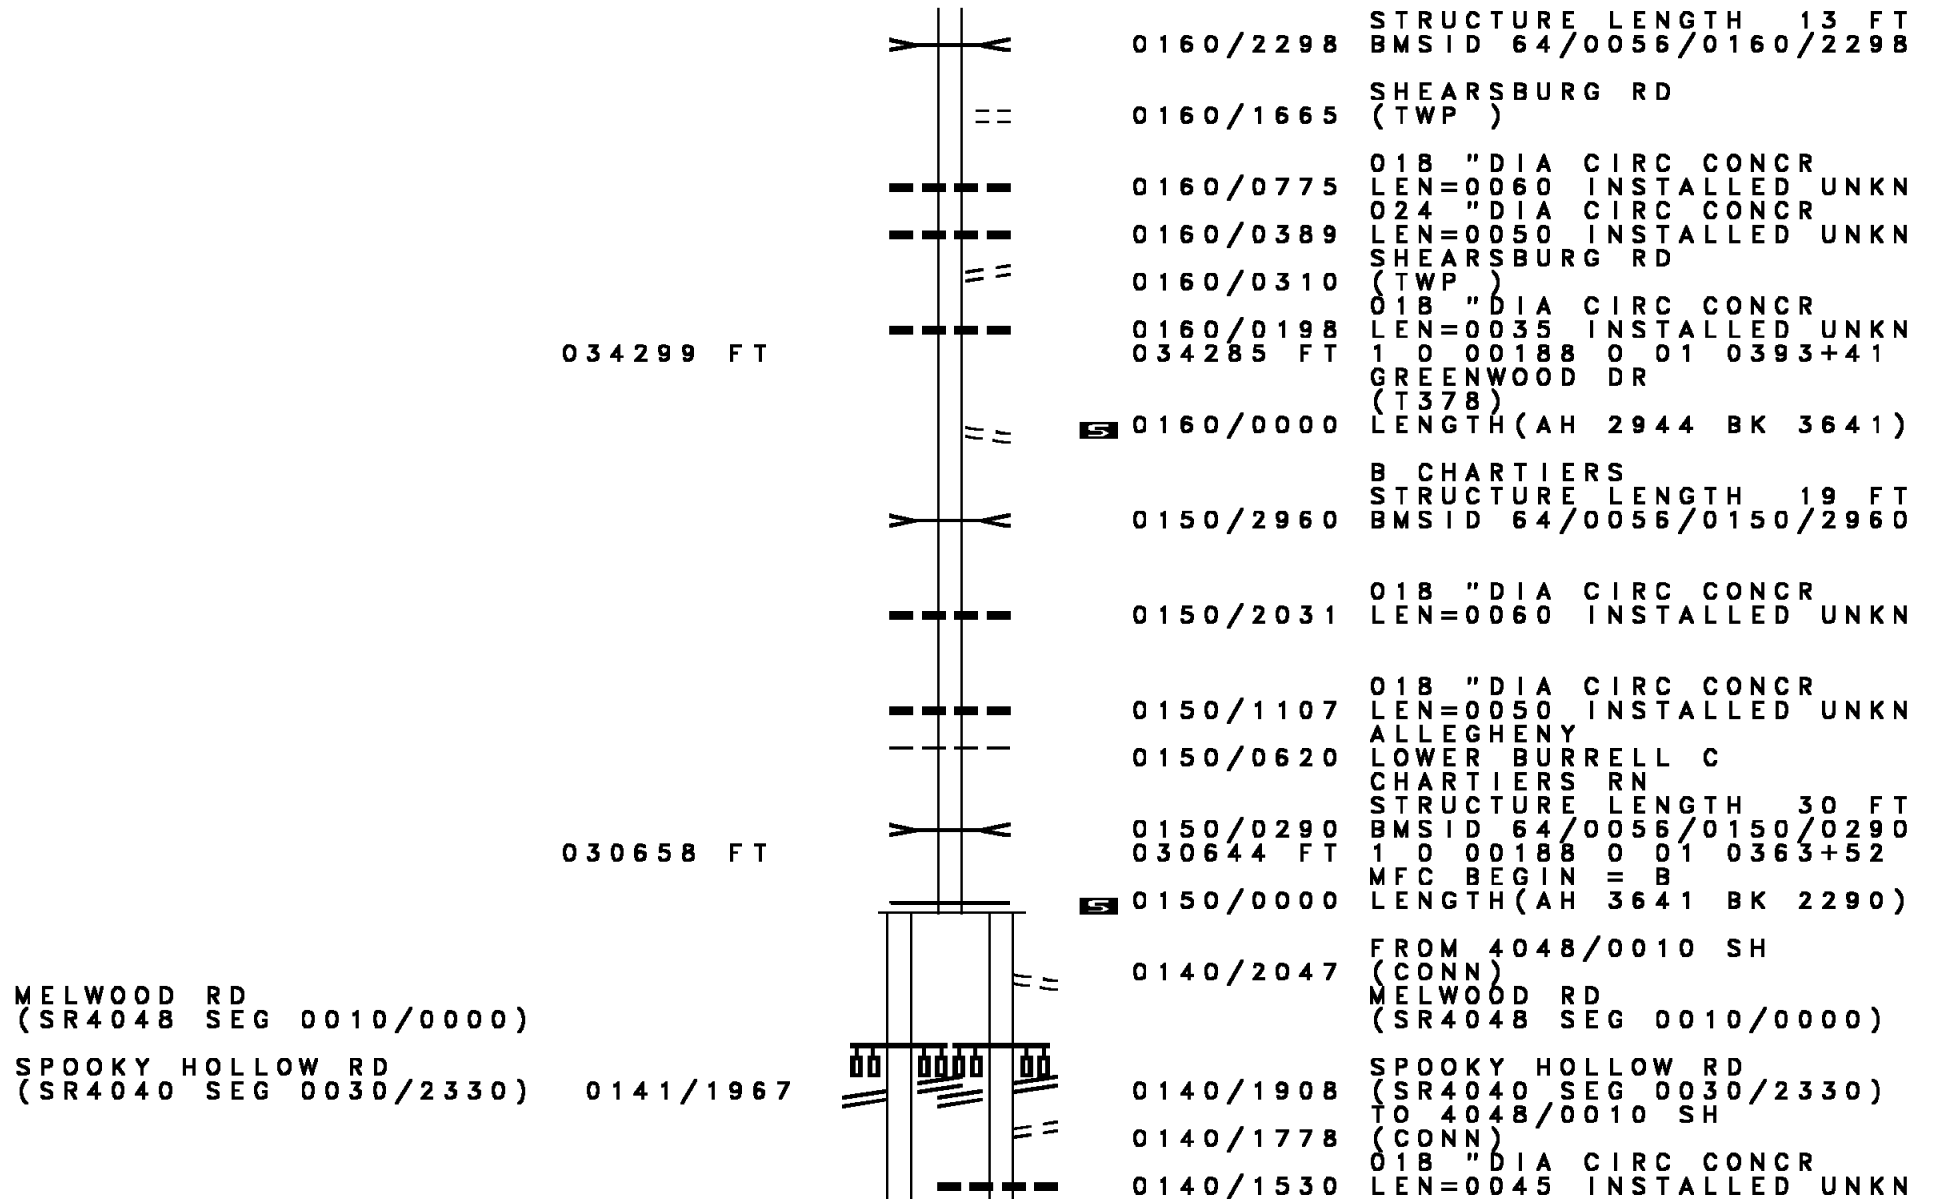 STRUCTURE LENGTH 13 FT
0160/2298 BMSID 64/0056/0160/2298
SHEARSBURG RD
0160/1665 (TWP )
018 "DIA CIRC CONCR
0160/0775 LEN=0060 INSTALLED UNKN
024 "DIA CIRC CONCR
0160/0389 LEN=0050 INSTALLED UNKN
SHEARSBURG RD
0160/0310 (TWP )
018 "DIA CIRC CONCR
0160/0198 LEN=0035 INSTALLED UNKN
034299 FT 034285 FT 1 0 00188 0 01 0393+41
GREENWOOD DR
(T378)
S 0160/0000 LENGTH(AH 2944 BK 3641)
B CHARTIERS
STRUCTURE LENGTH 19 FT
0150/2960 BMSID 64/0056/0150/2960
018 "DIA CIRC CONCR
0150/2031 LEN=0060 INSTALLED UNKN
018 "DIA CIRC CONCR
0150/1107 LEN=0050 INSTALLED UNKN
ALLEGHENY
0150/0620 LOWER BURRELL C
CHARTIERS RN
STRUCTURE LENGTH 30 FT
0150/0290 BMSID 64/0056/0150/0290
030658 FT 030644 FT 1 0 00188 0 01 0363+52
MFC BEGIN = B
S 0150/0000 LENGTH(AH 3641 BK 2290)
FROM 4048/0010 SH
0140/2047 (CONN)
MELWOOD RD MELWOOD RD
(SR4048 SEG 0010/0000) (SR4048 SEG 0010/0000)
SPOOKY HOLLOW RD SPOOKY HOLLOW RD
(SR4040 SEG 0030/2330) 0141/1967 0140/1908 (SR4040 SEG 0030/2330)
TO 4048/0010 SH
0140/1778 (CONN)
018 "DIA CIRC CONCR
0140/1530 LEN=0045 INSTALLED UNKN